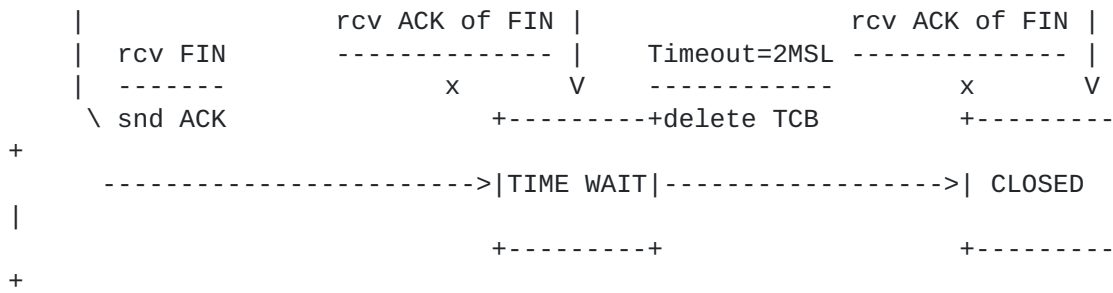 |                rcv ACK of FIN |                   rcv ACK of FIN |
|  rcv FIN       -------------- |    Timeout=2MSL -------------- |
|  -------              x       V    ------------        x       V
 \ snd ACK                 +---------+delete TCB         +---------
+
  ------------------------>|TIME WAIT|------------------>| CLOSED
|
                           +---------+                   +---------
+